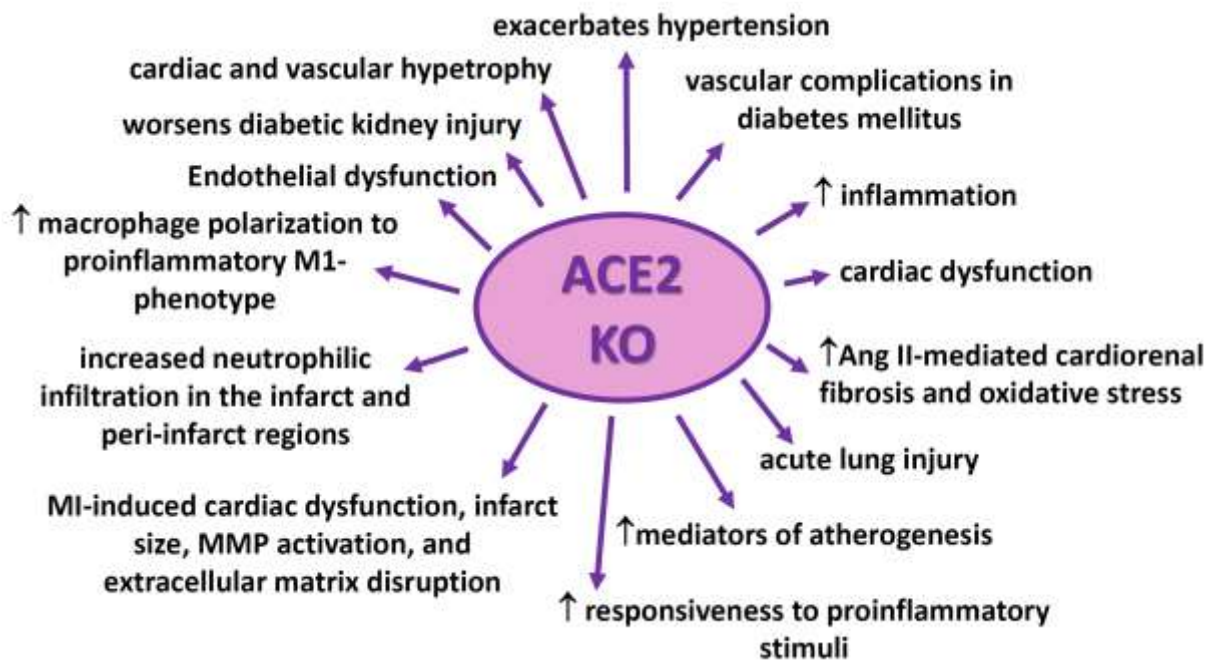 exacerbates hypertension
cardiac and vascular hypetrophy
vascular complications in
diabetes mellitus
worsens diabetic kidney injury
Endothelial dysfunction
↑ inflammation
↑ macrophage polarization to
proinflammatory M1-
phenotype
ACE2
KO
cardiac dysfunction
increased neutrophilic
infiltration in the infarct and
peri-infarct regions
↑Ang II-mediated cardiorenal
fibrosis and oxidative stress
acute lung injury
MI-induced cardiac dysfunction, infarct
size, MMP activation, and
extracellular matrix disruption
↑mediators of atherogenesis
↑ responsiveness to proinflammatory
stimuli